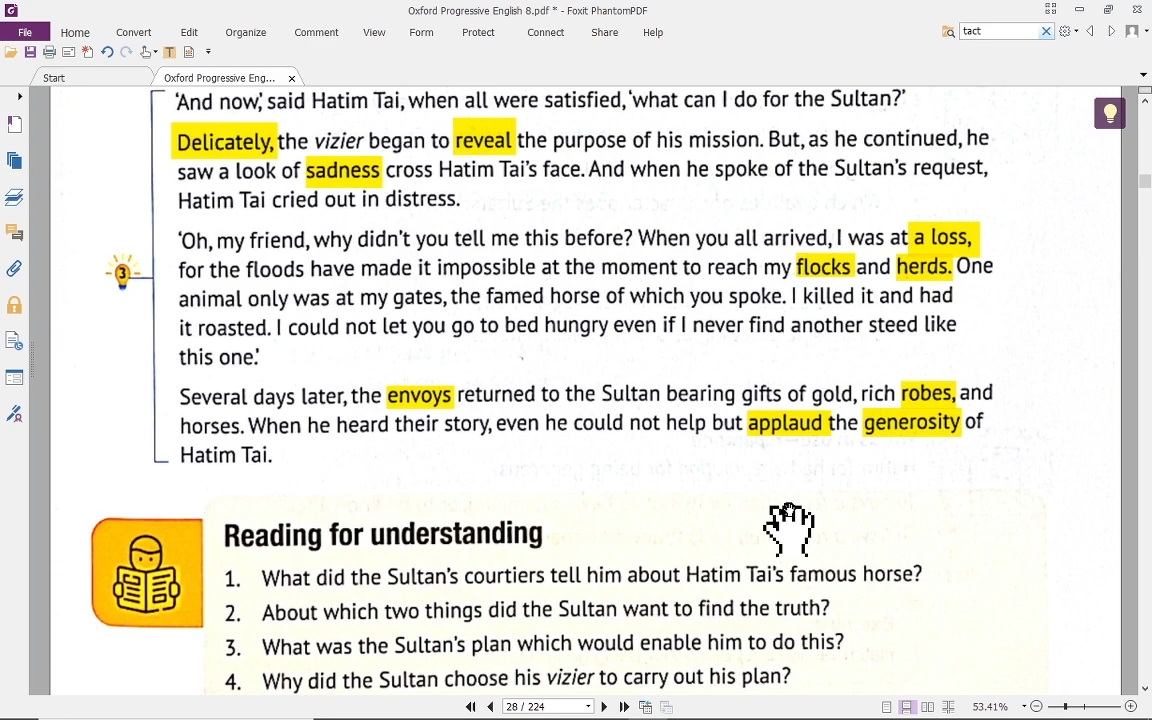 Oxford Progressive English 8.pdf * - Foxit PhantomPDF
File Home Convert Edit Organize Comment View Form Protect Connect Share Help
tact
Start
Oxford Progressive Eng...
'And now,' said Hatim Tai, when all were satisfied, 'what can I do for the Sultan?'
Delicately, the vizier began to reveal the purpose of his mission. But, as he continued, he
saw a look of sadness cross Hatim Tai's face. And when he spoke of the Sultan's request,
Hatim Tai cried out in distress.
'Oh, my friend, why didn't you tell me this before? When you all arrived, I was at a loss,
for the floods have made it impossible at the moment to reach my flocks and herds. One
animal only was at my gates, the famed horse of which you spoke. I killed it and had
it roasted. I could not let you go to bed hungry even if I never find another steed like
this one.'
3
Several days later, the envoys returned to the Sultan bearing gifts of gold, rich robes, and
horses. When he heard their story, even he could not help but applaud the generosity of
Hatim Tai.
Reading for understanding
1. What did the Sultan's courtiers tell him about Hatim Tai's famous horse?
2. About which two things did the Sultan want to find the truth?
3. What was the Sultan's plan which would enable him to do this?
4. Why did the Sultan choose his vizier to carry out his plan?
28 / 224
53.41%